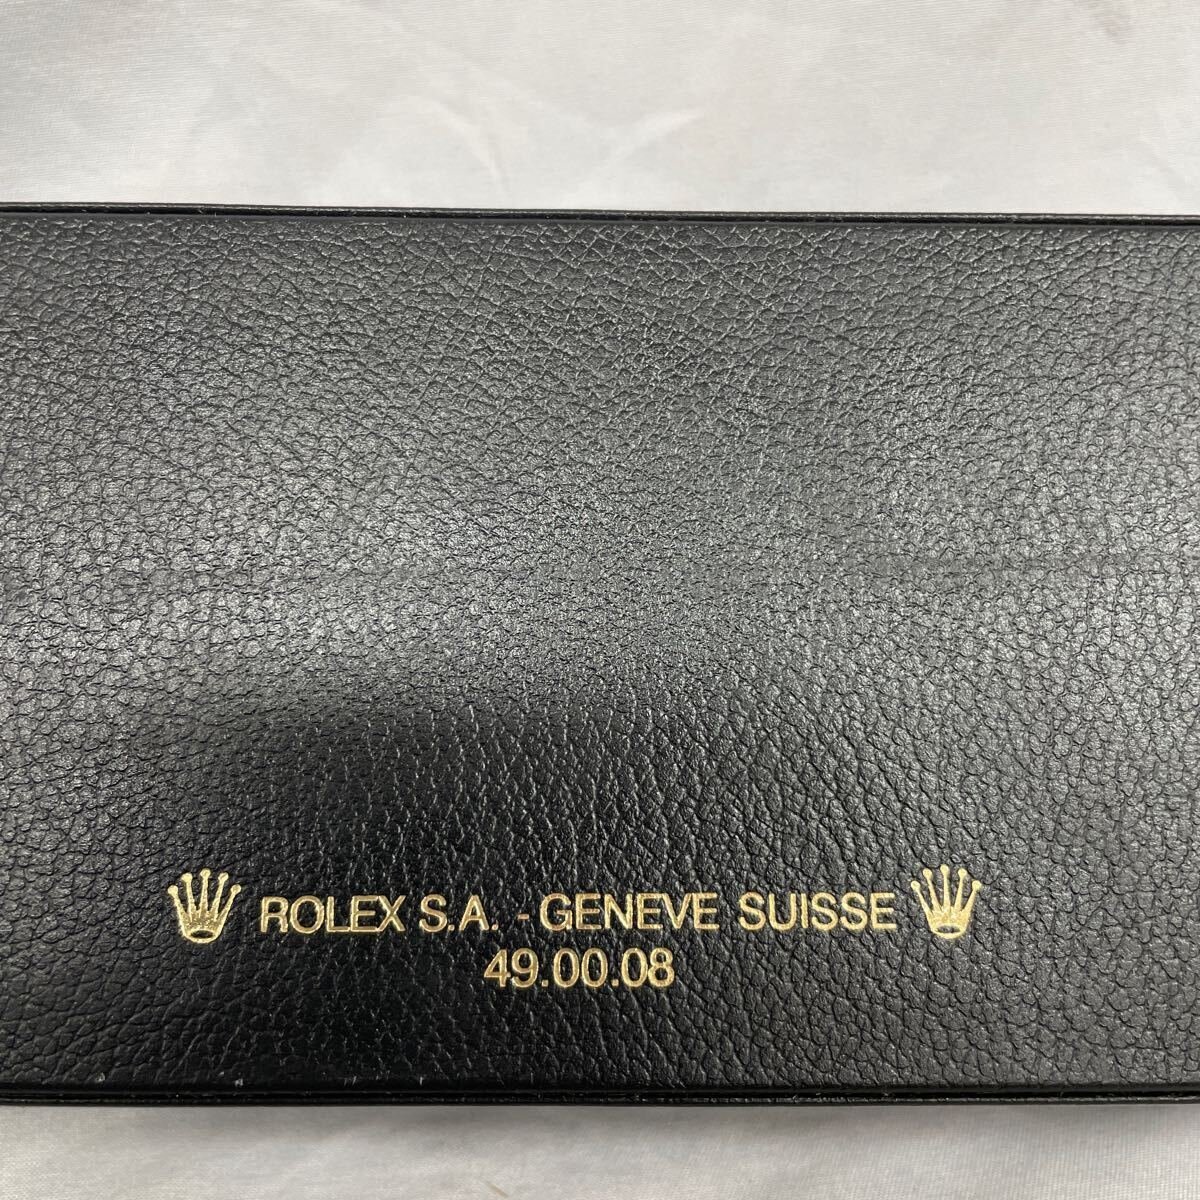 ROLEX S.A. - GENEVE SUISSE
49.00.08